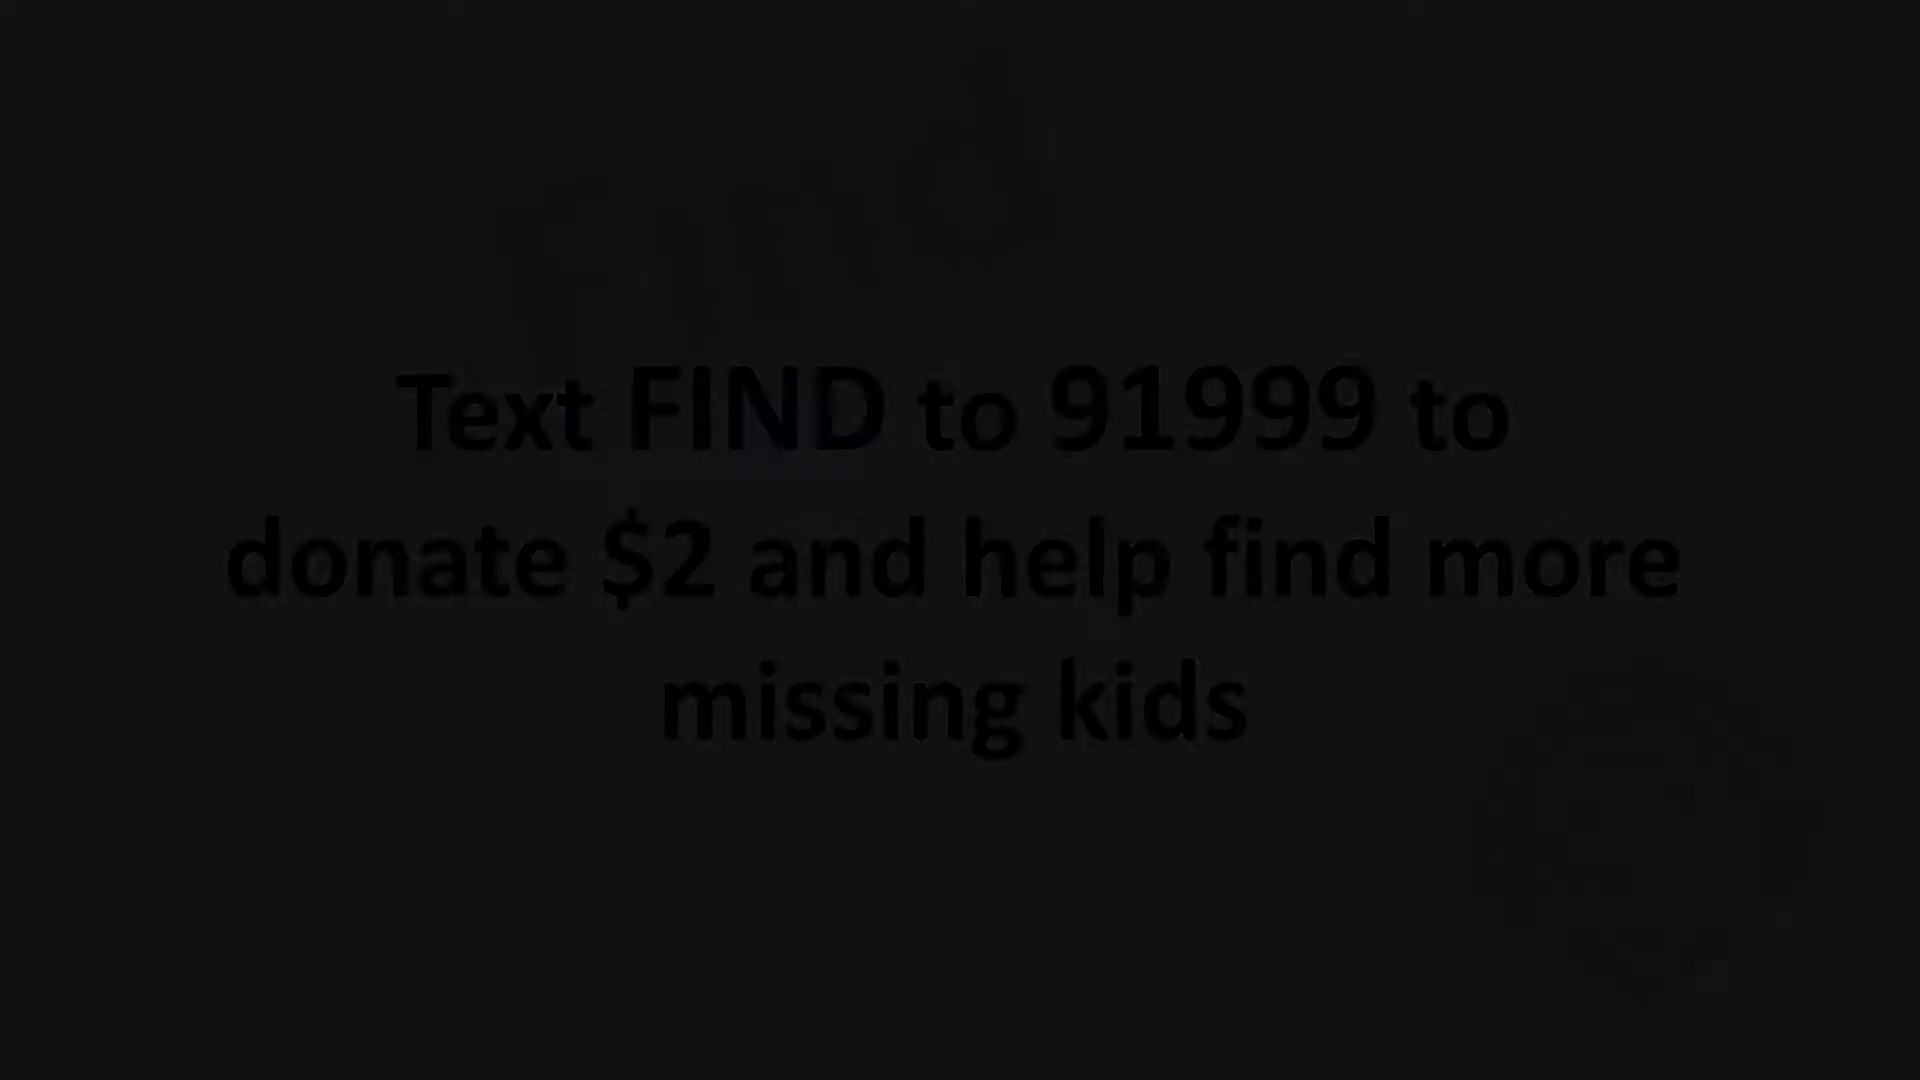 Text FIND to 91999 to
donate $2 and help find more
missing kids